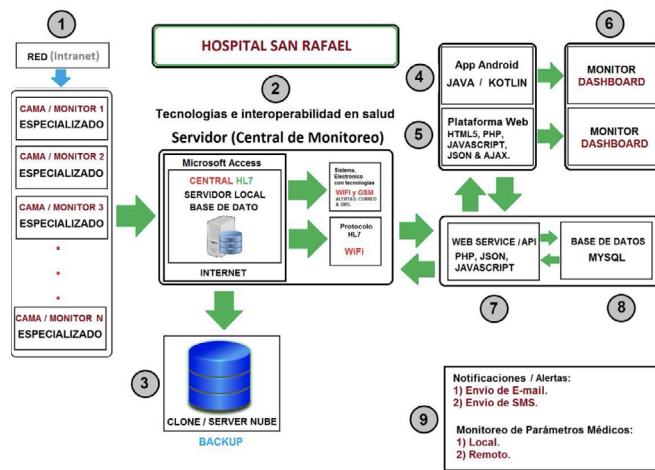 1
RED (Intranet)
CAMA / MONITOR 1
ESPECIALIZADO
CAMA / MONITOR 2
ESPECIALIZADO
CAMA / MONITOR 3
ESPECIALIZADO
CAMA / MONITOR N
ESPECIALIZADO
HOSPITAL SAN RAFAEL
2
Tecnologías e interoperabilidad en salud
Servidor (Central de Monitoreo)
Microsoft Access
CENTRAL HL7
SERVIDOR LOCAL
BASE DE DATO
INTERNET
Sistema.
Electrónico
con tecnologías
WIFI y GSM
ALERTAS: CORREO
& SMS.
Protocolo
HL7
WiFi
3
CLONE / SERVER NUBE
BACKUP
4
App Android
JAVA / KOTLIN
5
Plataforma Web
HTML5, PHP,
JAVASCRIPT,
JSON & AJAX.
6
MONITOR
DASHBOARD
MONITOR
DASHBOARD
WEB SERVICE / API
PHP, JSON,
JAVASCRIPT
7
BASE DE DATOS
MYSQL
8
9
Notificaciones / Alertas:
1) Envio de E-mail.
2) Envio de SMS.
Monitoreo de Parámetros Médicos:
1) Local.
2) Remoto.